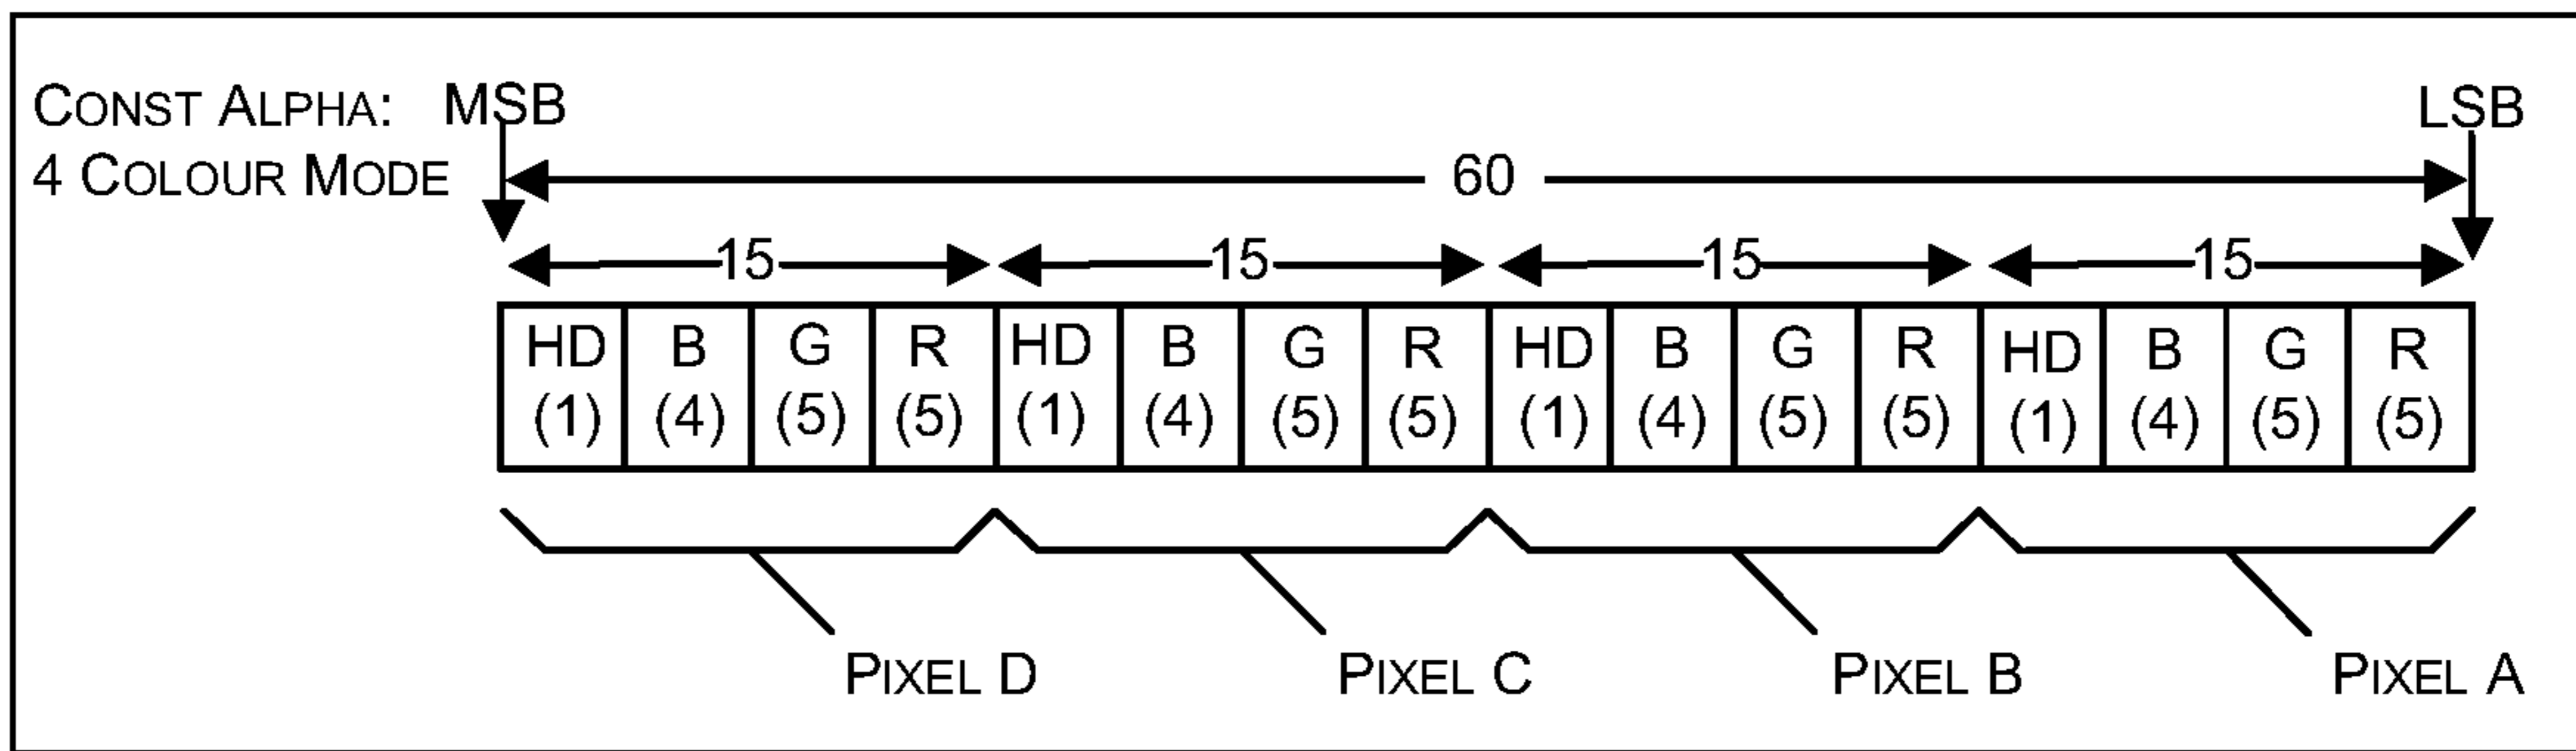 CONST ALPHA: MSB LSB
4 COLOUR MODE 60
15 15 15 15
HD B G R HD B G R HD B G R HD B G R
(1) (4) (5) (5) (1) (4) (5) (5) (1) (4) (5) (5) (1) (4) (5) (5)
PIXEL D PIXEL C PIXEL B PIXEL A